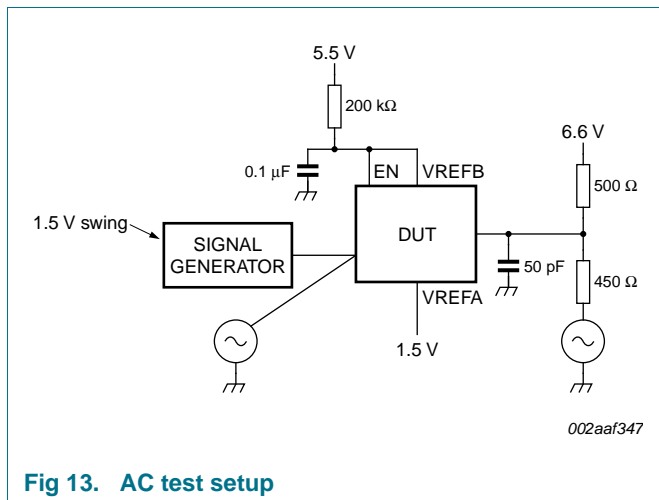 5.5 V
200 kΩ
6.6 V
0.1 μF
EN
VREFB
500 Ω
1.5 V swing
SIGNAL
GENERATOR
DUT
50 pF
450 Ω
VREFA
1.5 V
002aaf347
Fig 13. AC test setup